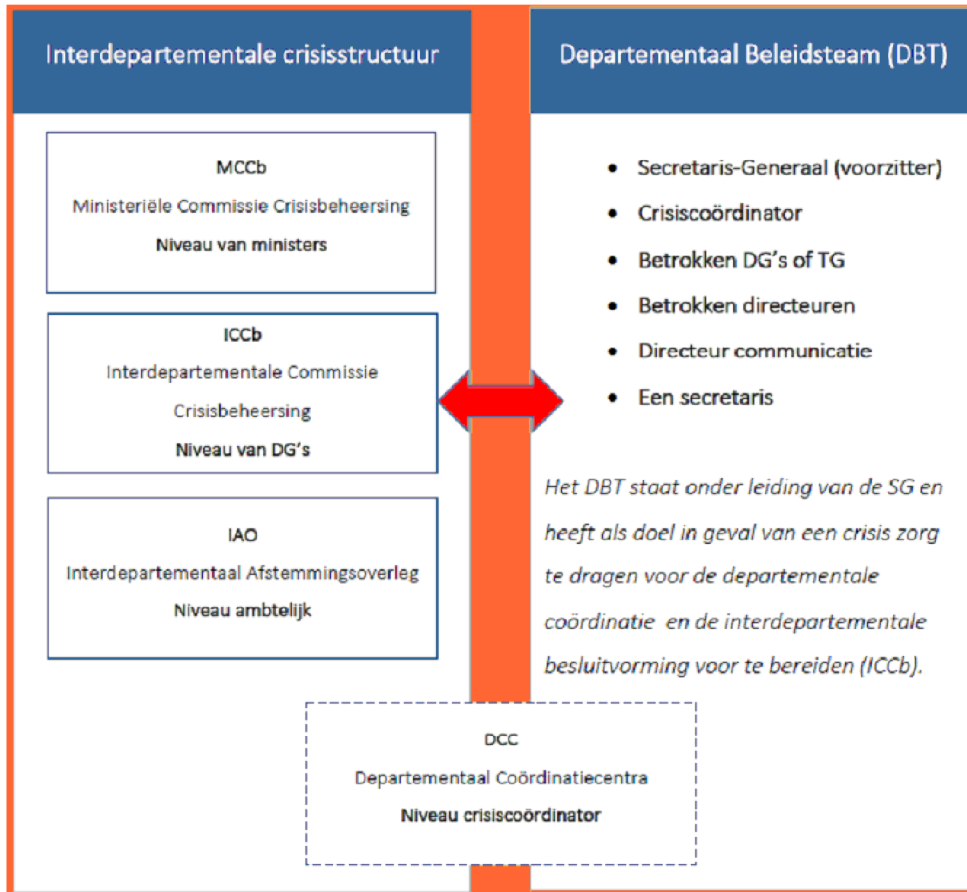 Interdepartementale crisisstructuur
MCCb
Ministeriële Commissie Crisisbeheersing
Niveau van ministers
ICCb
Interdepartementale Commissie
Crisisbeheersing
Niveau van DG's
IAO
Interdepartementaal Afstemmingsoverleg
Niveau ambtelijk
Departementaal Beleidsteam (DBT)
• Secretaris-Generaal (voorzitter)
• Crisiscoördinator
• Betrokken DG's of TG
• Betrokken directeuren
• Directeur communicatie
• Een secretaris
Het DBT staat onder leiding van de SG en
heeft als doel in geval van een crisis zorg
te dragen voor de departementale
coördinatie en de interdepartementale
besluitvorming voor te bereiden (ICCb).
DCC
Departementaal Coördinatiecentra
Niveau crisiscoördinator